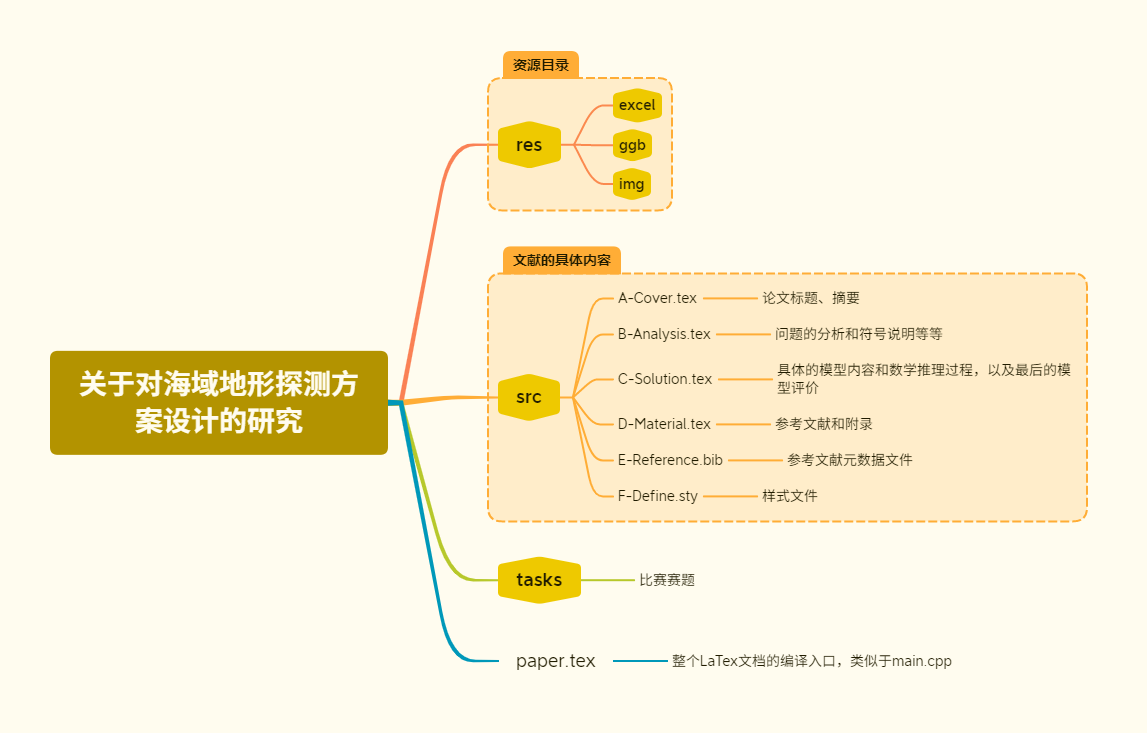 关于对海域地形探测方
案设计的研究
资源目录
res
excel
ggb
img
文献的具体内容
src
A-Cover.tex
论文标题、摘要
B-Analysis.tex
问题的分析和符号说明等等
C-Solution.tex
具体的模型内容和数学推理过程，以及最后的模
型评价
D-Material.tex
参考文献和附录
E-Reference.bib
参考文献元数据文件
F-Define.sty
样式文件
tasks
比赛赛题
paper.tex
整个LaTex文档的编译入口，类似于main.cpp